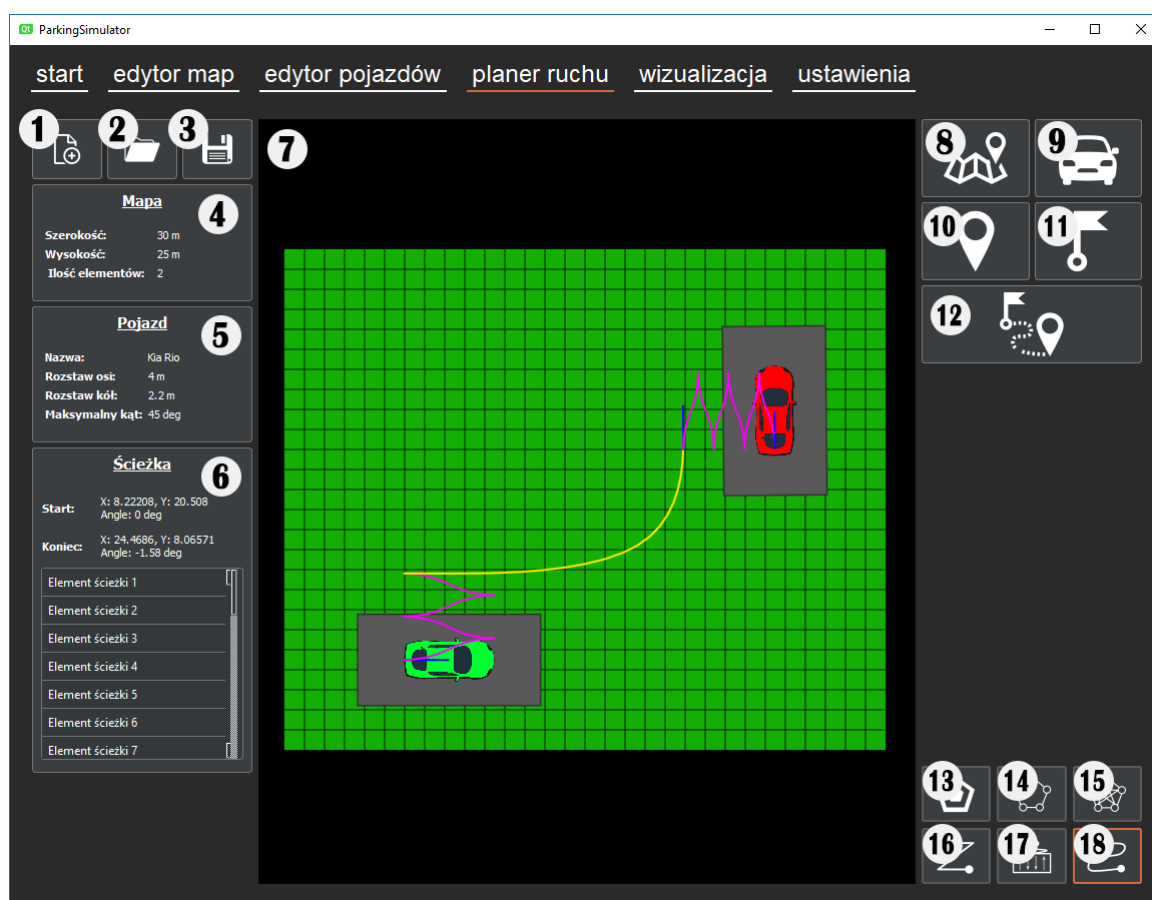 Qt ParkingSimulator
start edytor map edytor pojazdów planer ruchu wizualizacja ustawienia
1 2 3
Mapa
4
Szerokość: 30 m
Wysokość: 25 m
Ilość elementów: 2
Pojazd
5
Nazwa: Kia Rio
Rozstaw osi: 4 m
Rozstaw kół: 2.2 m
Maksymalny kąt: 45 deg
Ścieżka
6
Start: X: 8.22208, Y: 20.508
Angle: 0 deg
Koniec: X: 24.4686, Y: 8.06571
Angle: -1.58 deg
Element ścieżki 1
Element ścieżki 2
Element ścieżki 3
Element ścieżki 4
Element ścieżki 5
Element ścieżki 6
Element ścieżki 7
7
8 9
10 11
12
13 14 15
16 17 18